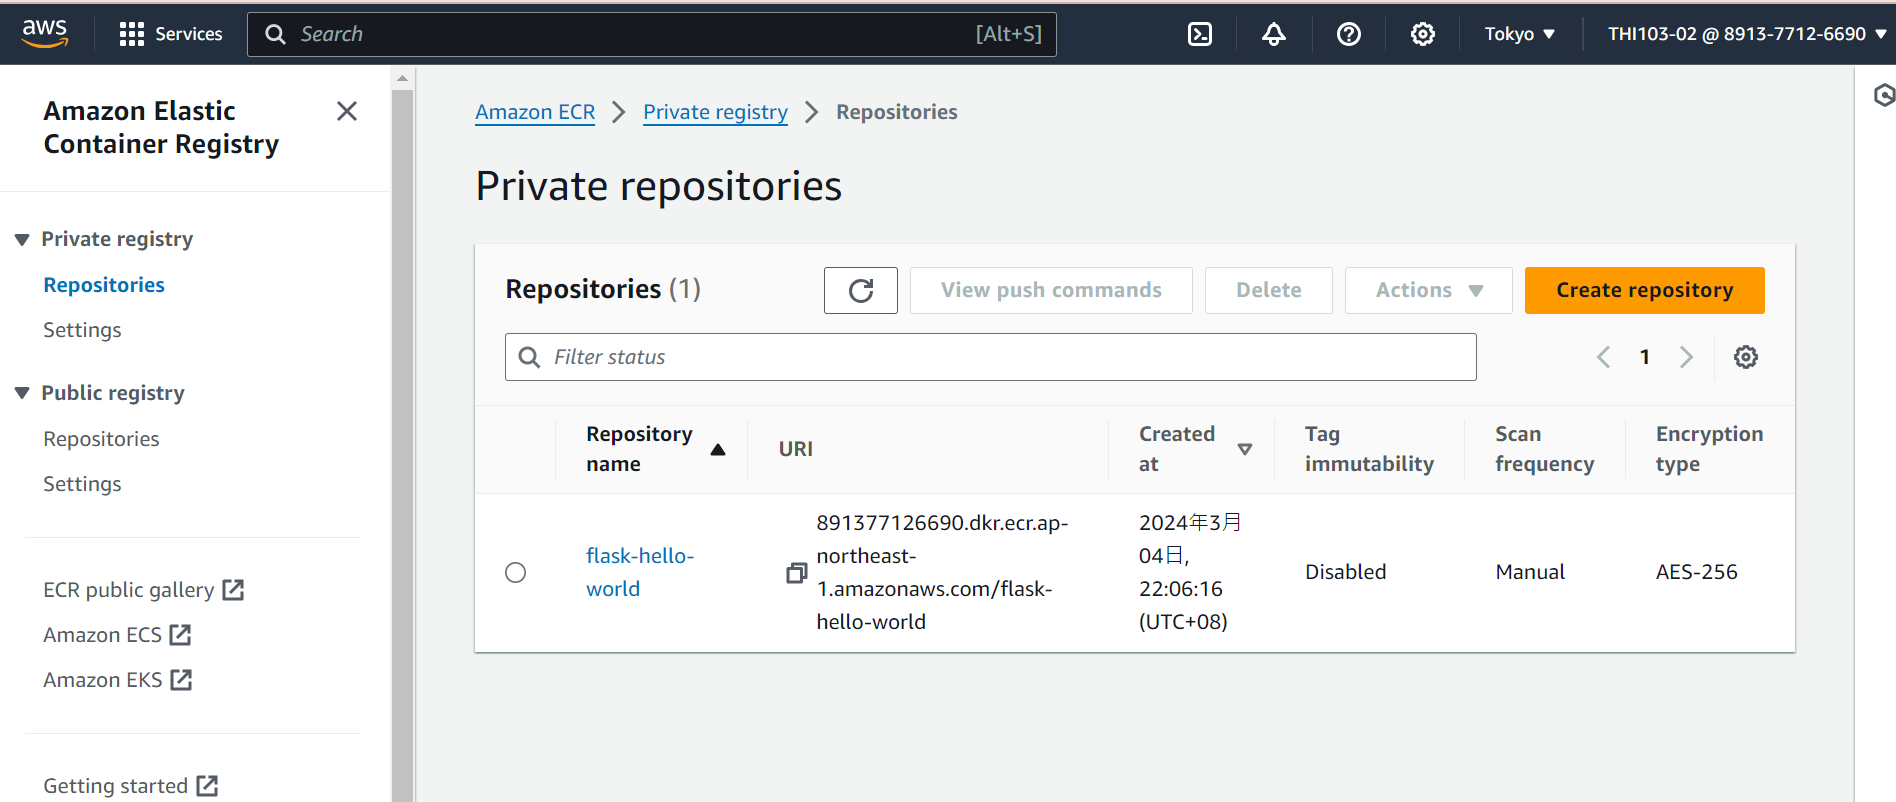 aws
Services
Search
[Alt+S]
Tokyo
THI103-02 @ 8913-7712-6690
Amazon Elastic
Container Registry
Private registry
Repositories
Settings
Public registry
Repositories
Settings
ECR public gallery
Amazon ECS
Amazon EKS
Getting started
Amazon ECR
Private registry
Repositories
Private repositories
Repositories (1)
View push commands
Delete
Actions
Create repository
Filter status
1
Repository
name
URI
Created
at
Tag
immutability
Scan
frequency
Encryption
type
flask-hello-
world
891377126690.dkr.ecr.ap-
northeast-
1.amazonaws.com/flask-
hello-world
2024年3月
04日,
22:06:16
(UTC+08)
Disabled
Manual
AES-256